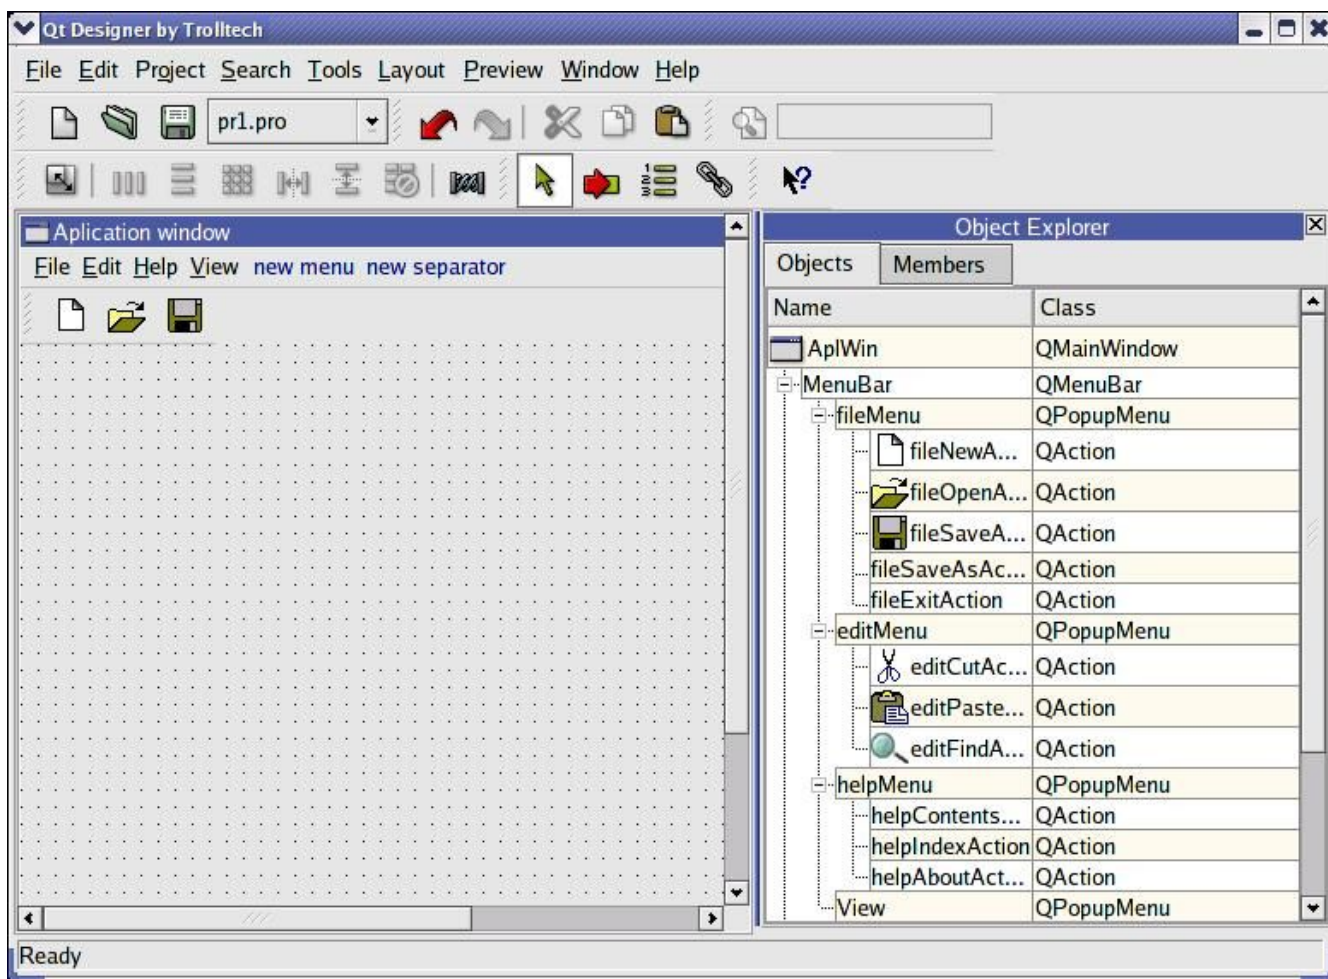 Qt Designer by Trolltech
File Edit Project Search Tools Layout Preview Window Help
pr1.pro
Aplication window
File Edit Help View new menu new separator
Object Explorer
Objects Members
Name Class
AplWin QMainWindow
MenuBar QMenuBar
fileMenu QPopupMenu
fileNewA... QAction
fileOpenA... QAction
fileSaveA... QAction
fileSaveAsAc... QAction
fileExitAction QAction
editMenu QPopupMenu
editCutAc... QAction
editPaste... QAction
editFindA... QAction
helpMenu QPopupMenu
helpContents... QAction
helpIndexAction QAction
helpAboutAct... QAction
View QPopupMenu
Ready